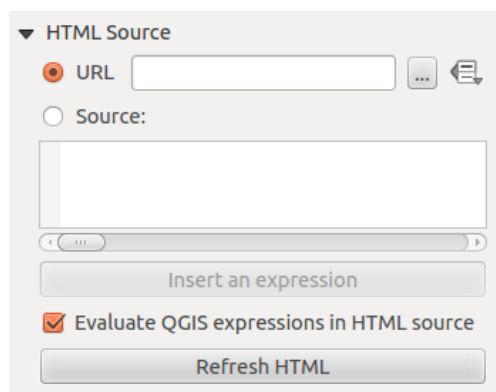 HTML Source
URL ...
Source:
Insert an expression
Evaluate QGIS expressions in HTML source
Refresh HTML